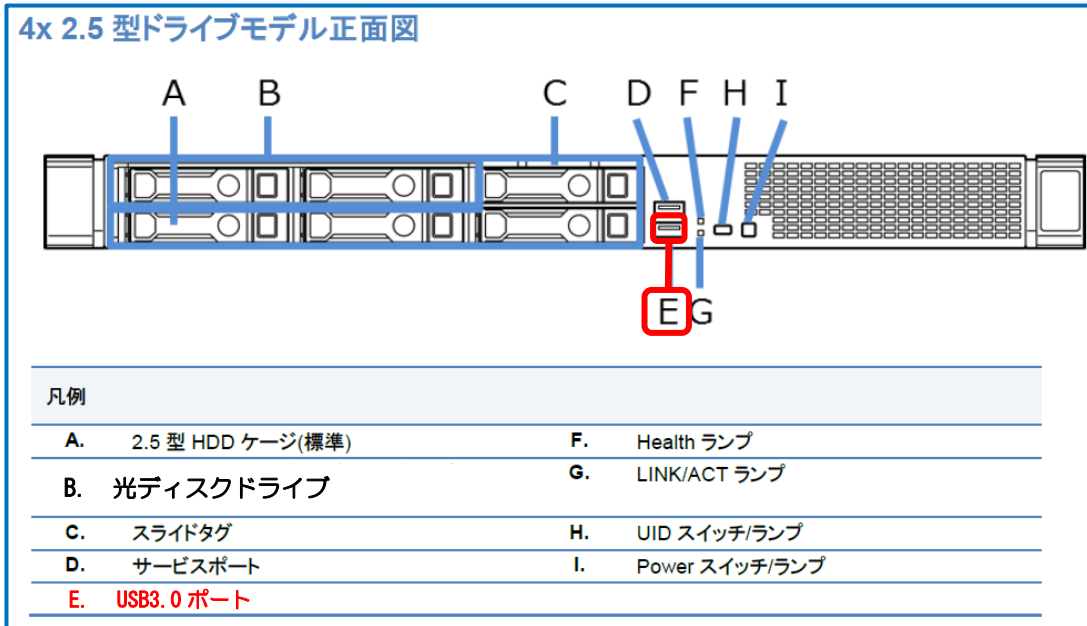 4x 2.5 型ドライブモデル正面図
A B C D F H I
E G
凡例
A. 2.5 型 HDD ケージ(標準) F. Health ランプ
B. 光ディスクドライブ G. LINK/ACT ランプ
C. スライドタグ H. UID スイッチ/ランプ
D. サービスポート I. Power スイッチ/ランプ
E. USB3.0 ポート